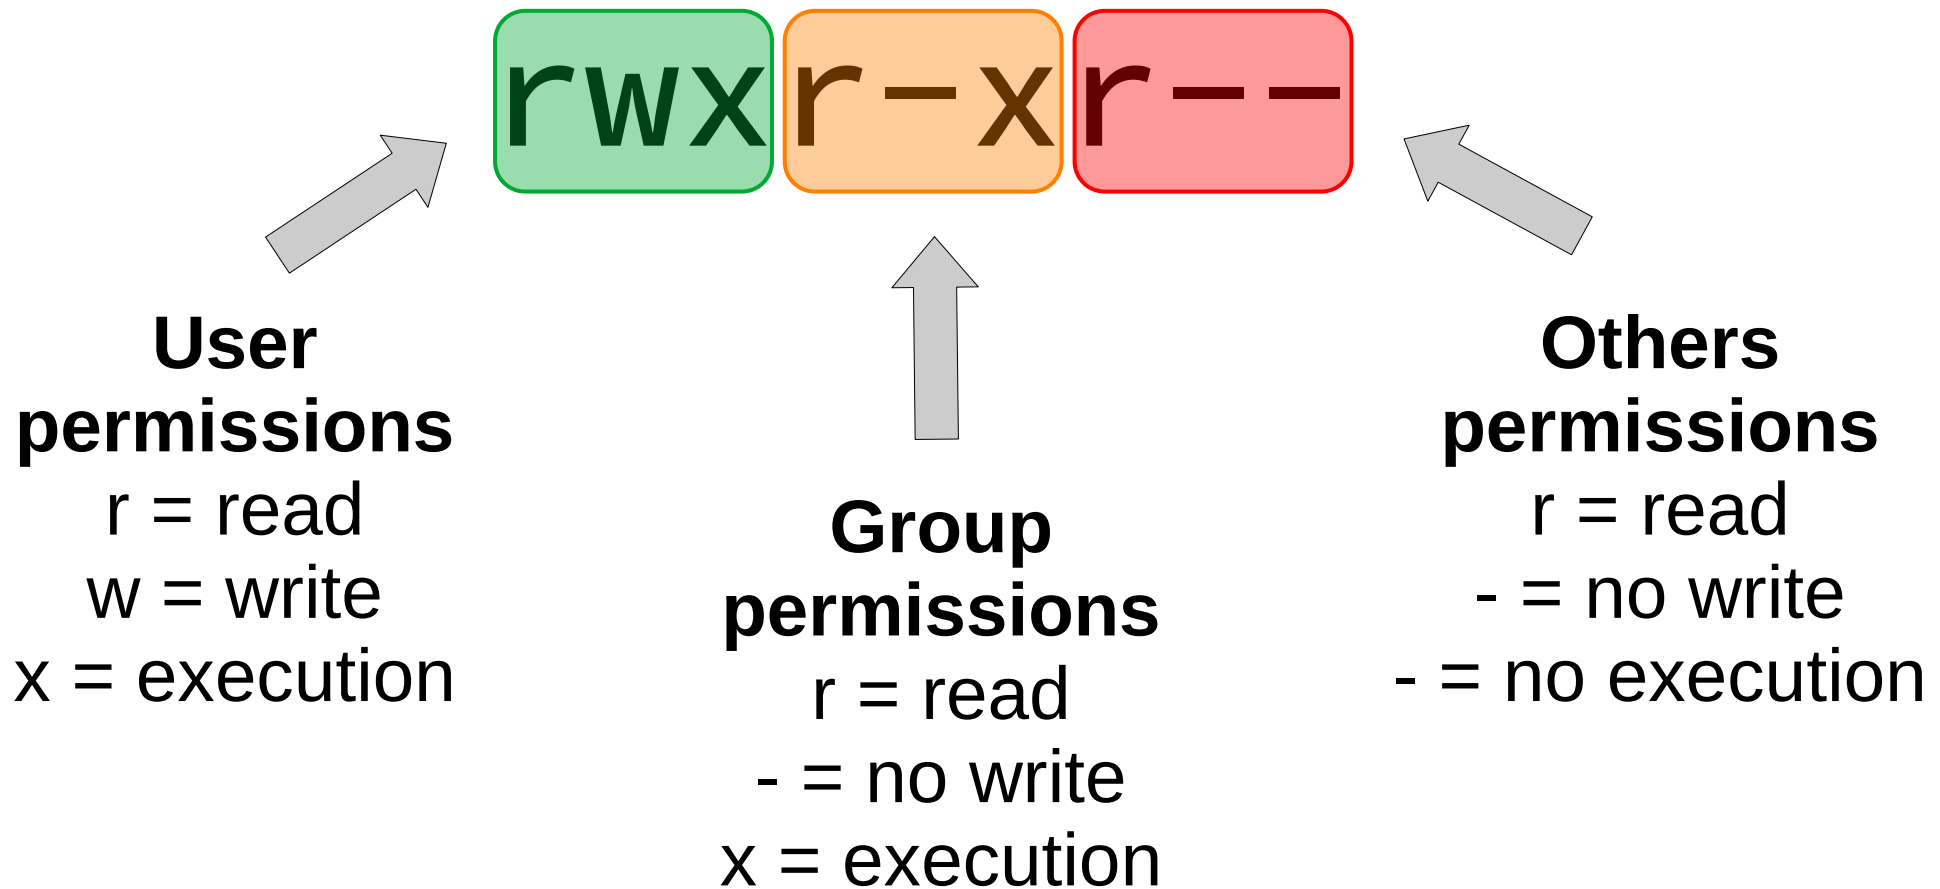 rwxr-xr--
User
permissions
r = read
w = write
x = execution
Group
permissions
r = read
- = no write
x = execution
Others
permissions
r = read
- = no write
- = no execution